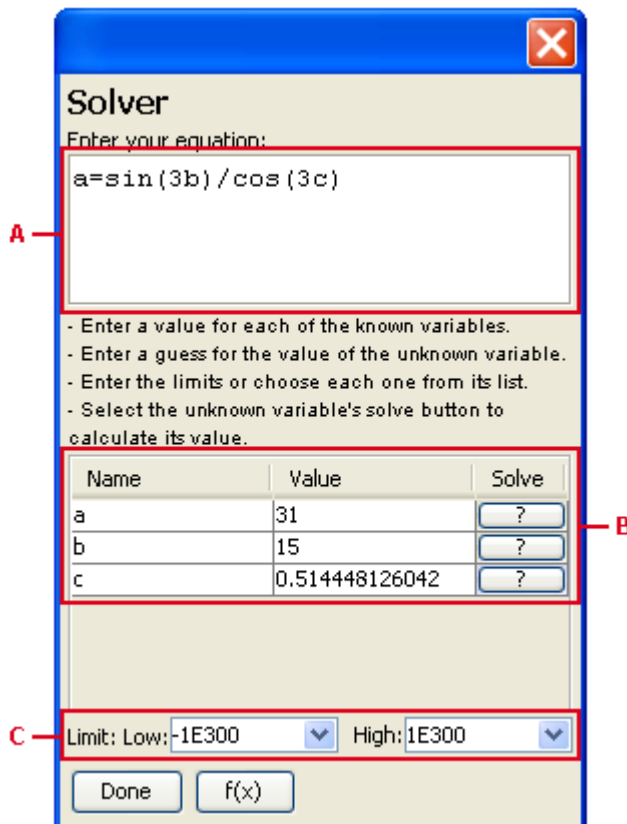 Solver
Enter your equation:
a=sin(3b)/cos(3c)
A
- Enter a value for each of the known variables.
- Enter a guess for the value of the unknown variable.
- Enter the limits or choose each one from its list.
- Select the unknown variable's solve button to
calculate its value.
Name Value Solve
a 31 ?
b 15 ?
B
c 0.514448126042 ?
C
Limit: Low: -1E300 High: 1E300
Done f(x)